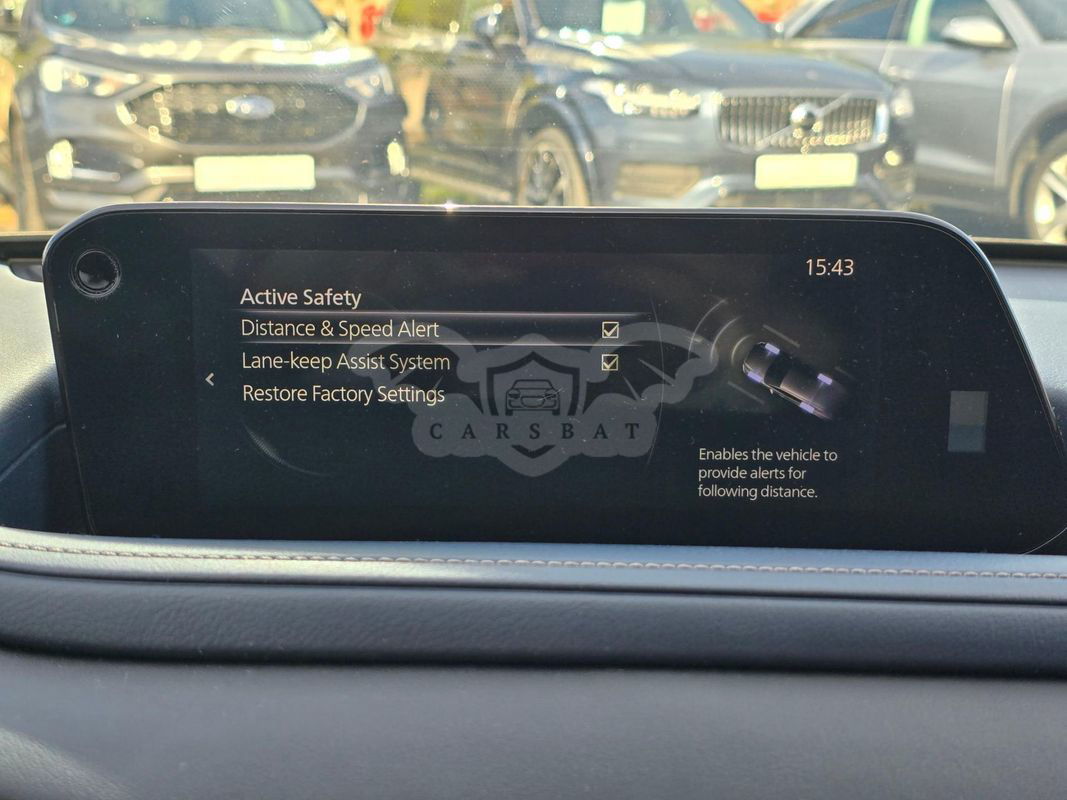 15:43
Active Safety
Distance & Speed Alert
Lane-keep Assist System
Restore Factory Settings
CARSBAT
Enables the vehicle to
provide alerts for
following distance.